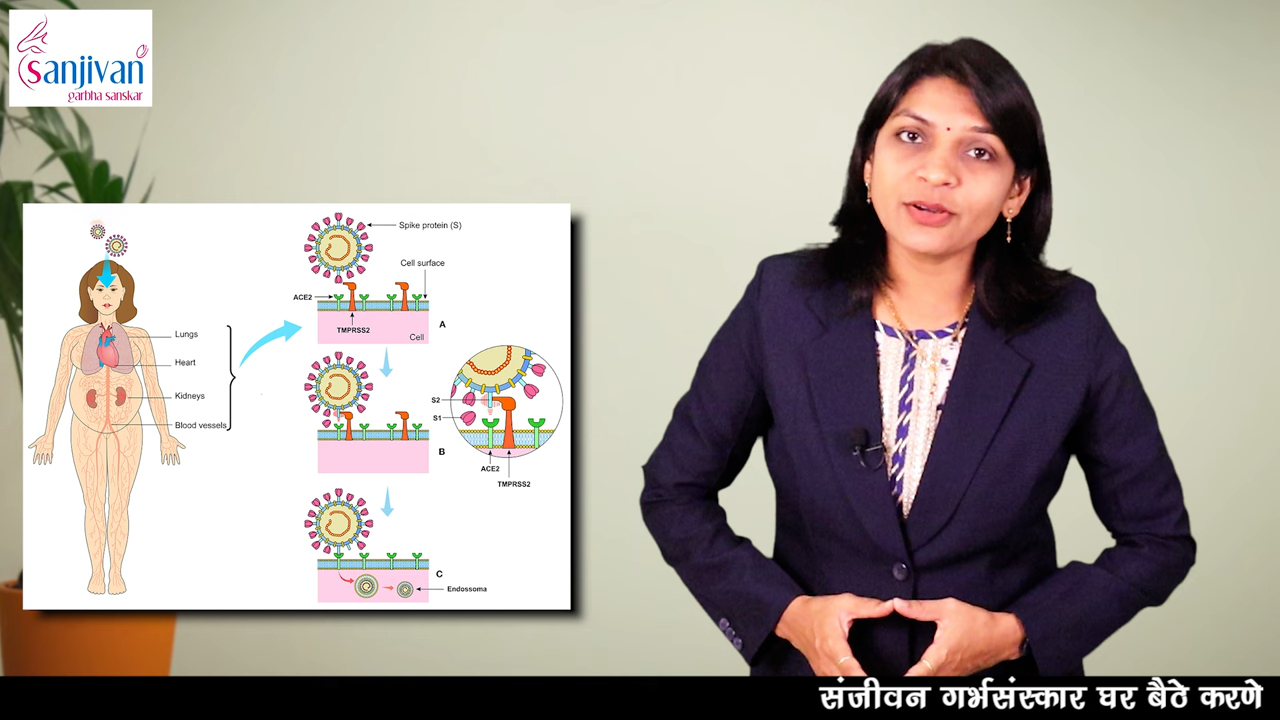 Sanjivan
garbha sanskar
Spike protein (S)
Cell surface
ACE2
TMPRSS2
Cell
A
Lungs
Heart
Kidneys
Blood vessels
S2
S1
B
ACE2
TMPRSS2
C
Endossoma
संजीवन गर्भसंस्कार घर बैठे करणे